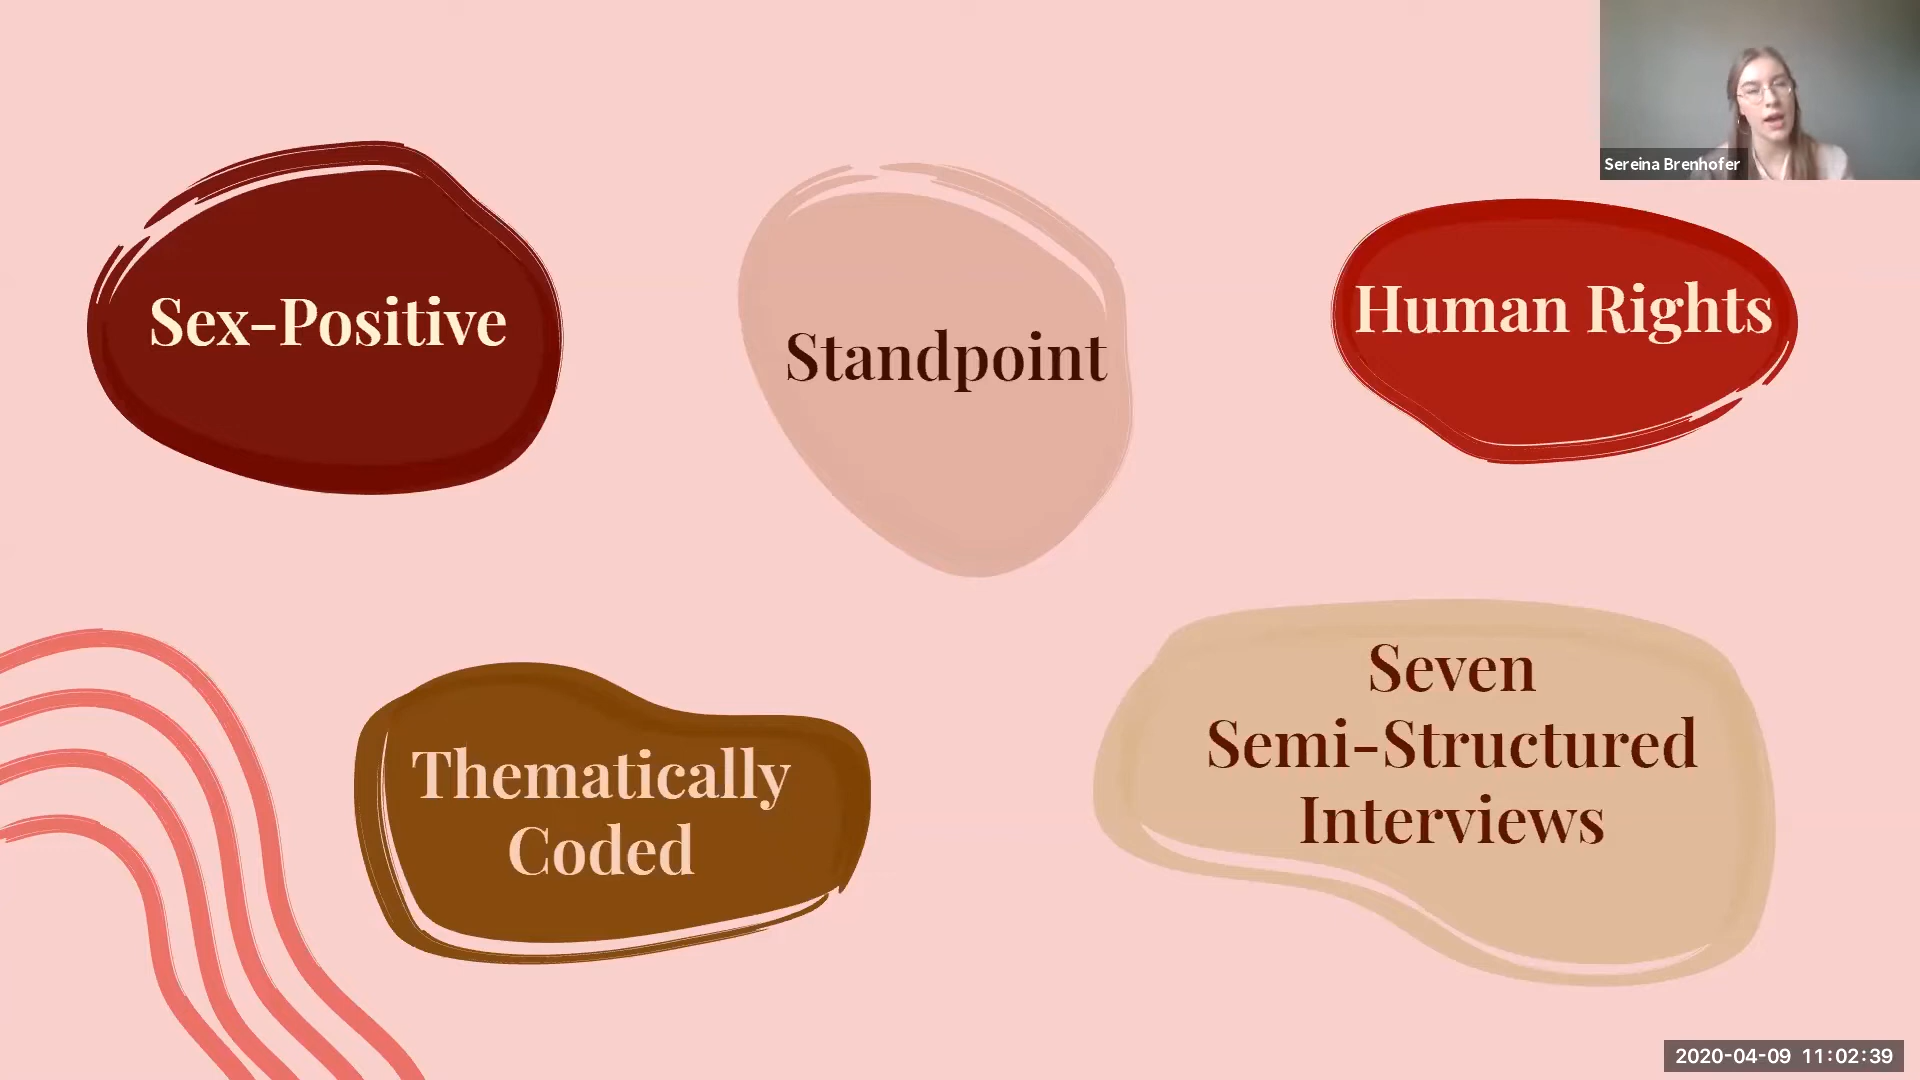 Sereina Brenhofer
Sex-Positive
Standpoint
Human Rights
Thematically
Coded
Seven
Semi-Structured
Interviews
2020-04-09 11:02:39